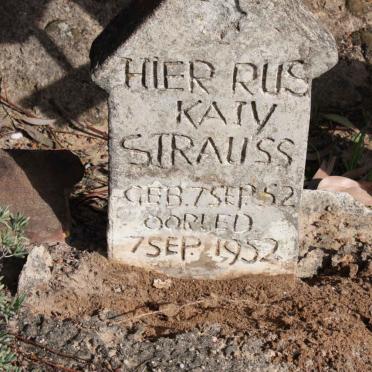 HIER RUS
KATY
STRAUSS
GEB. 7 SEP. 52
OORLED
7 SEP. 1952